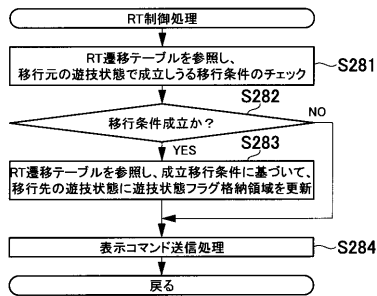 RT制御処理
RT遷移テーブルを参照し、
移行元の遊技状態で成立しうる移行条件のチェック
S281
移行条件成立か?
S282
NO
YES
S283
RT遷移テーブルを参照し、成立移行条件に基づいて、
移行先の遊技状態に遊技状態フラグ格納領域を更新
表示コマンド送信処理
S284
戻る